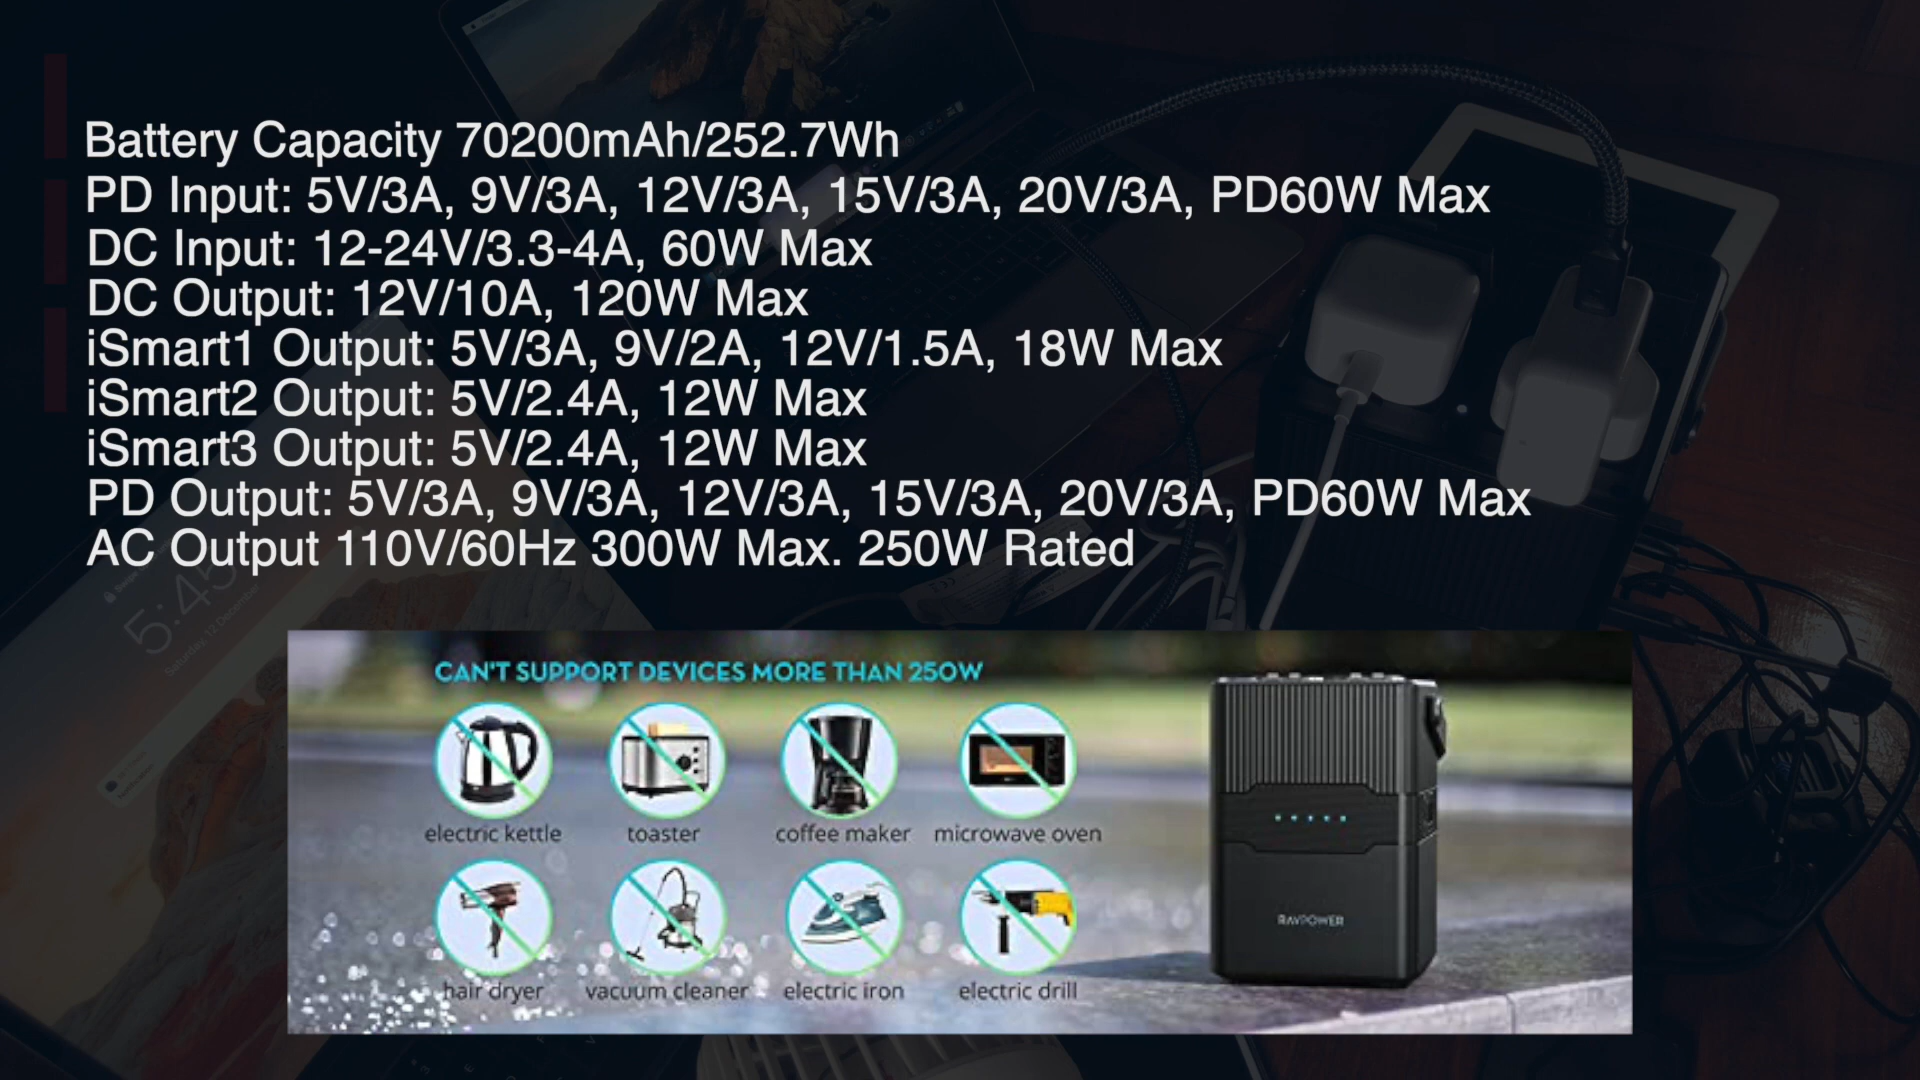 Battery Capacity 70200mAh/252.7Wh
PD Input: 5V/3A, 9V/3A, 12V/3A, 15V/3A, 20V/3A, PD60W Max
DC Input: 12-24V/3.3-4A, 60W Max
DC Output: 12V/10A, 120W Max
iSmart1 Output: 5V/3A, 9V/2A, 12V/1.5A, 18W Max
iSmart2 Output: 5V/2.4A, 12W Max
iSmart3 Output: 5V/2.4A, 12W Max
PD Output: 5V/3A, 9V/3A, 12V/3A, 15V/3A, 20V/3A, PD60W Max
AC Output 110V/60Hz 300W Max. 250W Rated
5:45
Saturday, 12 December
CAN'T SUPPORT DEVICES MORE THAN 250W
electric kettle toaster coffee maker microwave oven
hair dryer vacuum cleaner electric iron electric drill
RAVPOWER